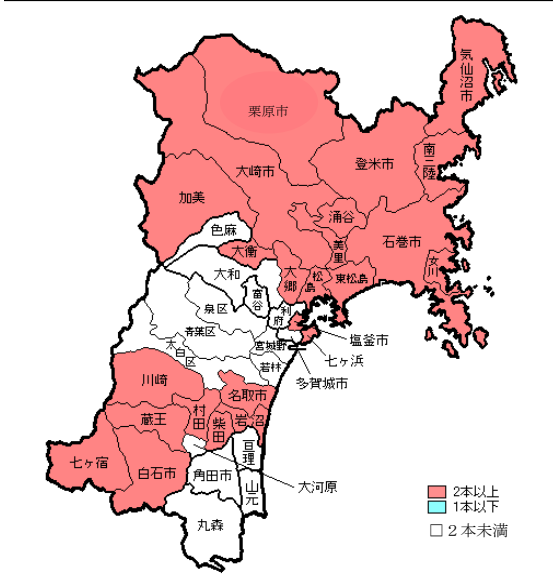 気仙沼市
栗原市
南三陸
登米市
大崎市
加美
涌谷
色麻
石巻市
美里
大衡
女川
大和
大郷
松島
東松島
富谷
利府
泉区
青葉区
塩釜市
宮城野
太白区
七ヶ浜
若林
多賀城市
川崎
名取市
村田
蔵王
柴田
岩沼
亘理
七ヶ宿
白石市
角田市
大河原
山元
丸森
2本以上
1本以下
２本未満